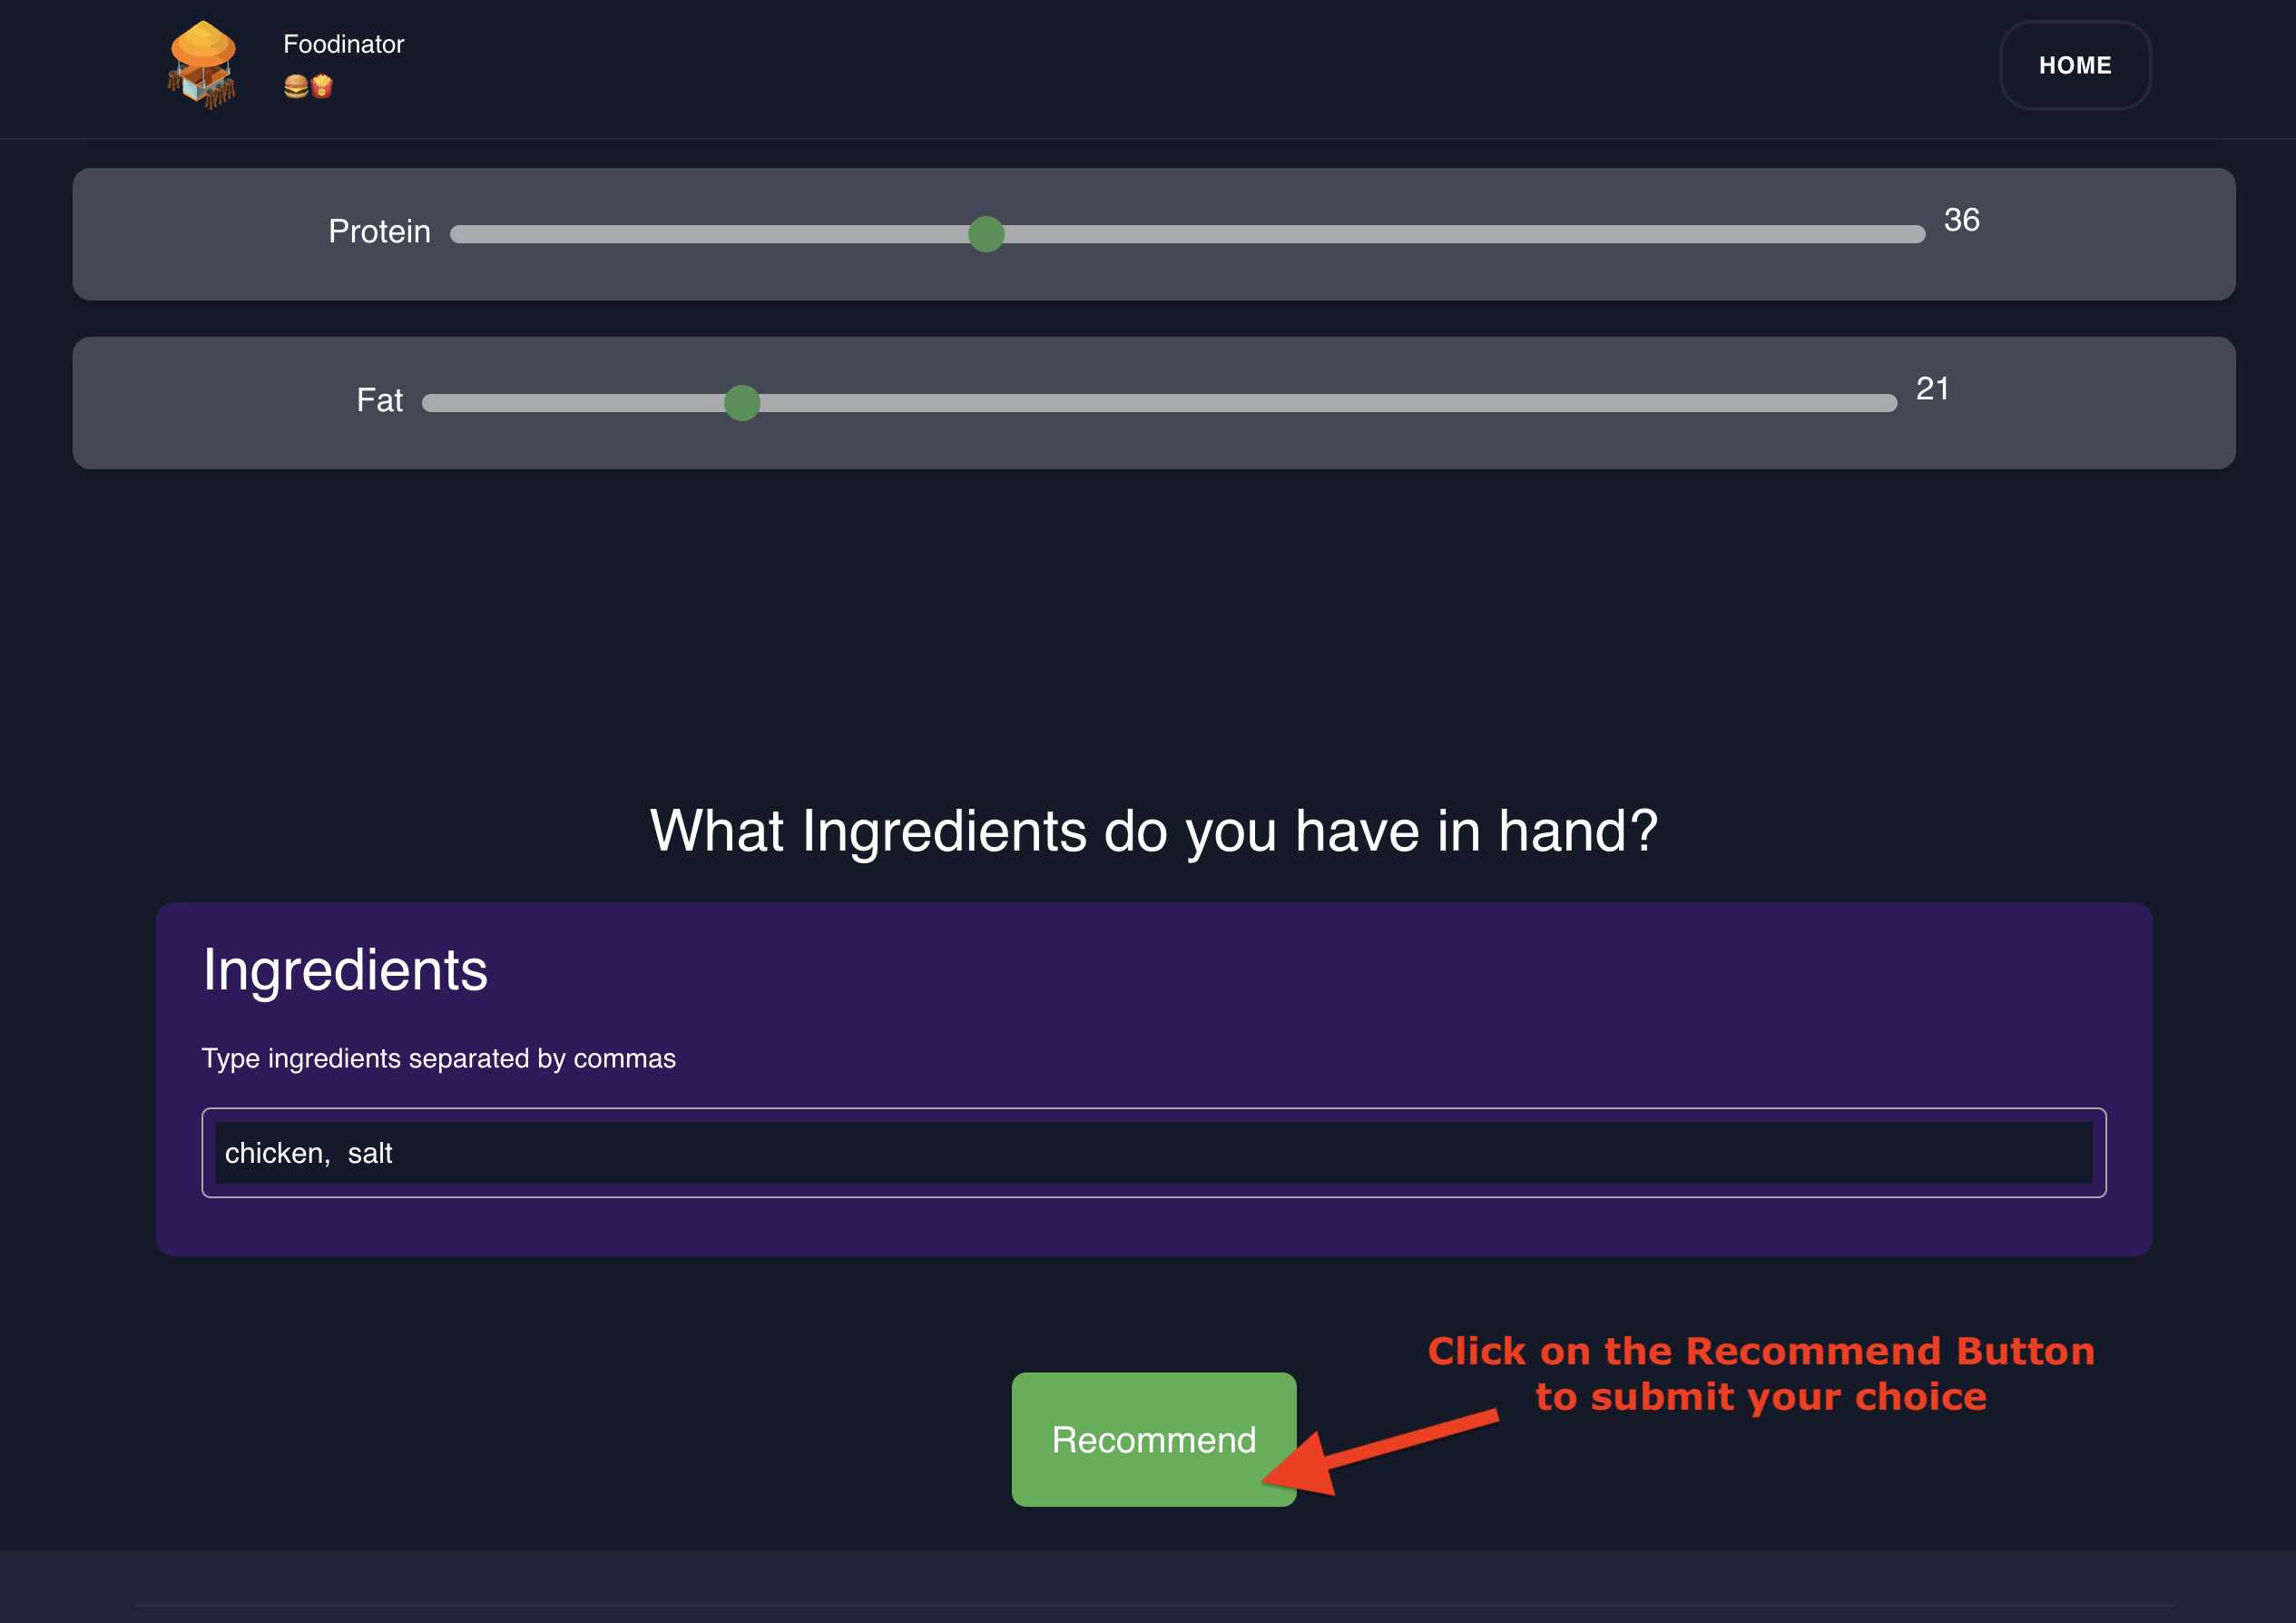 Foodinator
HOME
Protein
36
Fat
21
What Ingredients do you have in hand?
Ingredients
Type ingredients separated by commas
chicken,  salt
Click on the Recommend Button
to submit your choice
Recommend